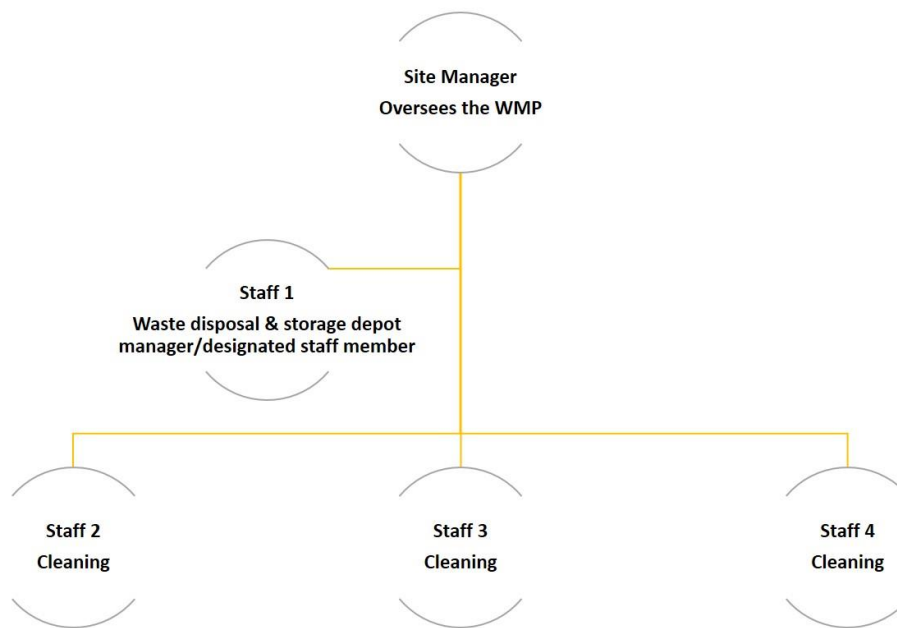 Site Manager
Oversees the WMP
Staff 1
Waste disposal & storage depot
manager/designated staff member
Staff 2
Cleaning
Staff 3
Cleaning
Staff 4
Cleaning